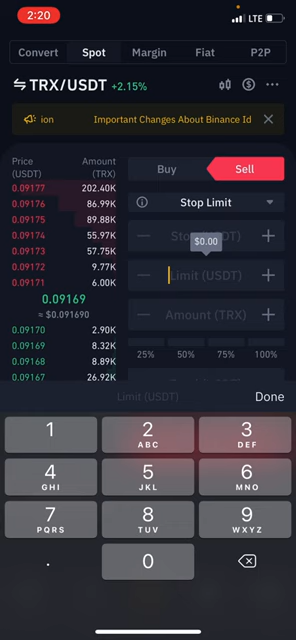 2:20
LTE
Convert Spot Margin Fiat P2P
TRX/USDT +2.15%
ion Important Changes About Binance Id
Price (USDT) Amount (TRX)
Buy Sell
0.09177 202.40K
0.09176 86.99K
0.09175 89.88K
0.09174 55.97K
0.09173 57.75K
0.09172 9.77K
0.09171 6.00K
0.09169
≈ $0.091690
0.09170 2.90K
0.09169 8.32K
0.09168 8.89K
0.09167 26.92K
Stop Limit
$0.00
Limit (USDT)
Amount (TRX)
25% 50% 75% 100%
Limit (USDT) Done
1 2 ABC 3 DEF
4 GHI 5 JKL 6 MNO
7 PQRS 8 TUV 9 WXYZ
. 0